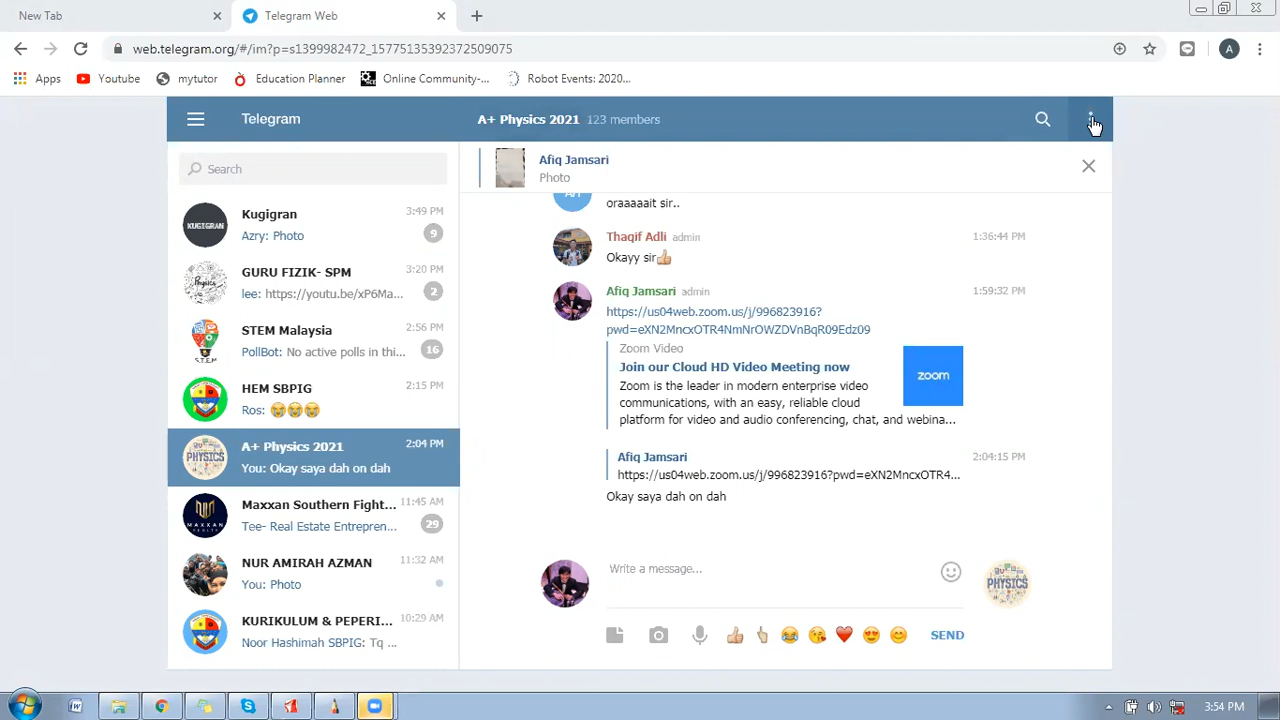 New Tab
Telegram Web
web.telegram.org/#/im?p=s1399982472_15775135392372509075
A
Apps
Youtube
mytutor
Education Planner
Online Community-...
Robot Events: 2020...
Telegram
A+ Physics 2021 123 members
Search
Kugigran 3:49 PM
Azry: Photo 9
KUGIGRAN
GURU FIZIK- SPM 3:20 PM
lee: https://youtu.be/xP6Ma... 2
STEM Malaysia 2:56 PM
PollBot: No active polls in thi... 16
HEM SBPIG 2:15 PM
Ros: 😂😂😂
A+ Physics 2021 2:04 PM
You: Okay saya dah on dah
PHYSICS
Maxxan Southern Fight... 11:45 AM
Tee- Real Estate Entrepren... 29
MAXXAN
NUR AMIRAH AZMAN 11:32 AM
You: Photo
KURIKULUM & PEPERI... 10:29 AM
Noor Hashimah SBPIG: Tq ...
Afiq Jamsari
Photo
oraaaaait sir..
Thaqif Adli admin 1:36:44 PM
Okayy sir👍
Afiq Jamsari admin 1:59:32 PM
https://us04web.zoom.us/j/996823916?
pwd=eXN2MncxOTR4NmNrOWZDVnBqR09Edz09
Zoom Video
Join our Cloud HD Video Meeting now
Zoom is the leader in modern enterprise video
communications, with an easy, reliable cloud
platform for video and audio conferencing, chat, and webina...
zoom
Afiq Jamsari 2:04:15 PM
https://us04web.zoom.us/j/996823916?pwd=eXN2MncxOTR4...
Okay saya dah on dah
Write a message...
PHYSICS
SEND
3:54 PM